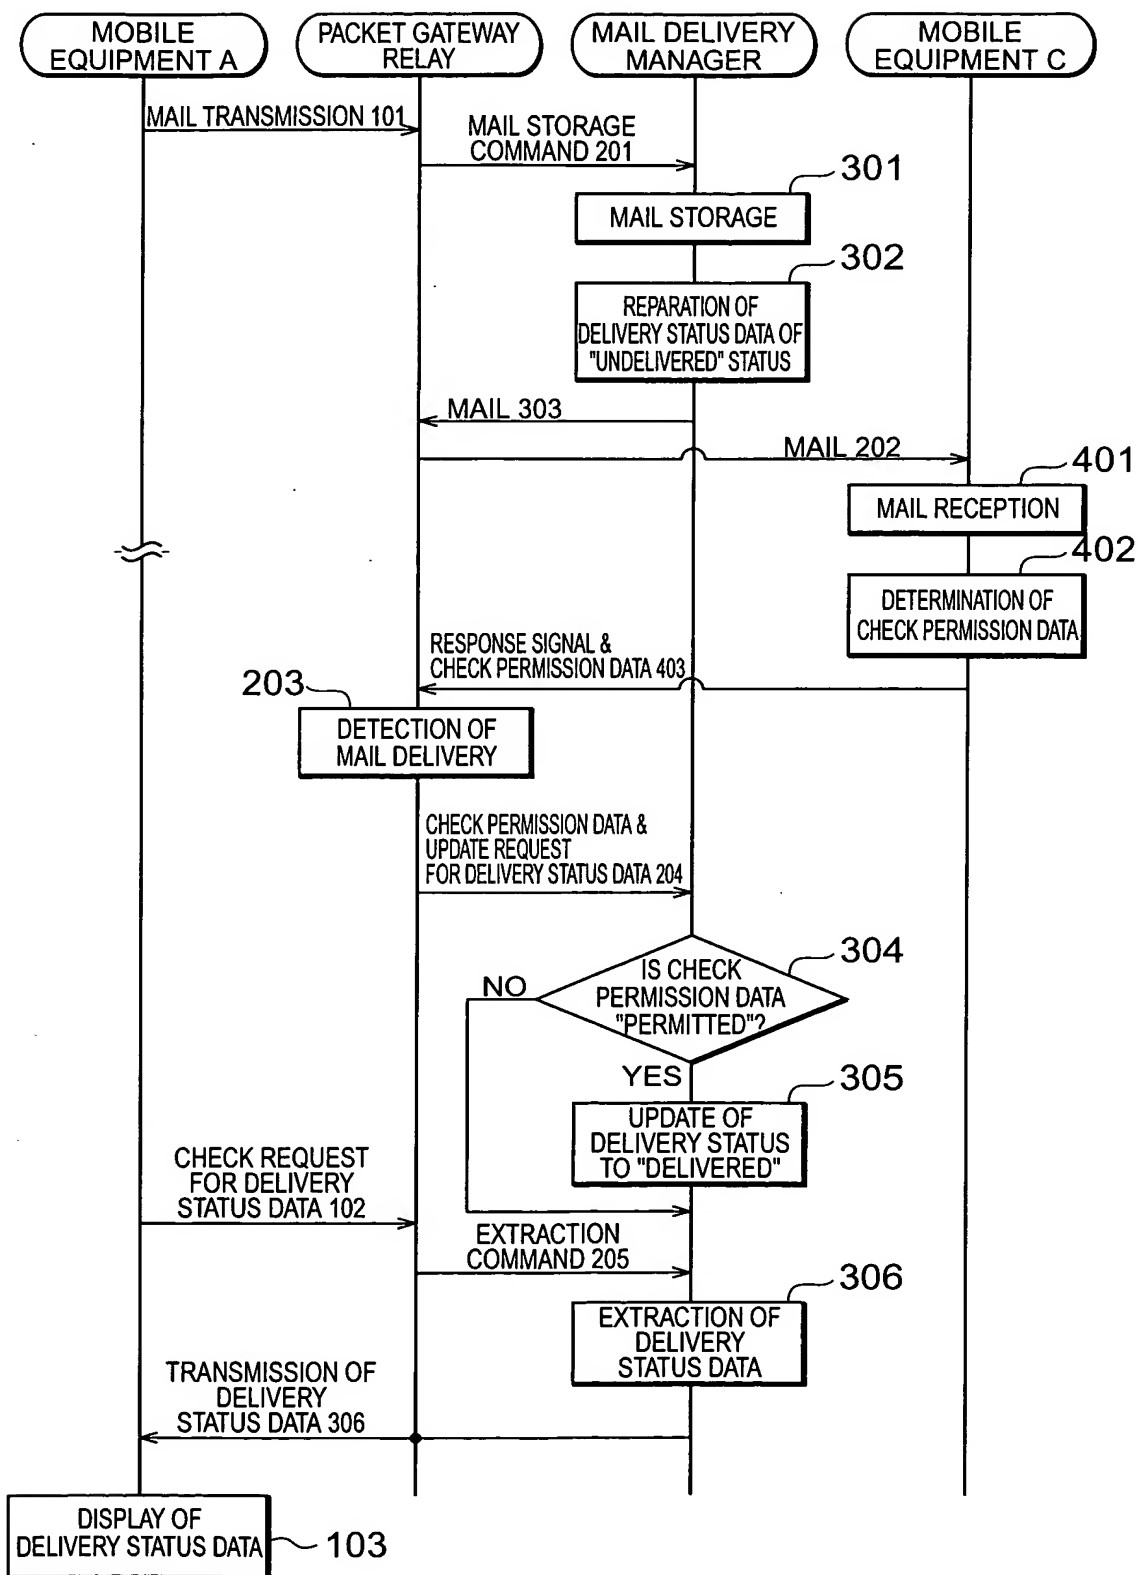 MOBILE
EQUIPMENT A
PACKET GATEWAY
RELAY
MAIL DELIVERY
MANAGER
MOBILE
EQUIPMENT C
MAIL TRANSMISSION 101
MAIL STORAGE
COMMAND 201
301
MAIL STORAGE
302
REPARATION OF
DELIVERY STATUS DATA OF
"UNDELIVERED" STATUS
MAIL 303
MAIL 202
401
MAIL RECEPTION
402
DETERMINATION OF
CHECK PERMISSION DATA
RESPONSE SIGNAL &
CHECK PERMISSION DATA 403
203
DETECTION OF
MAIL DELIVERY
CHECK PERMISSION DATA &
UPDATE REQUEST
FOR DELIVERY STATUS DATA 204
304
IS CHECK
PERMISSION DATA
"PERMITTED"?
NO
YES
305
UPDATE OF
DELIVERY STATUS
TO "DELIVERED"
CHECK REQUEST
FOR DELIVERY
STATUS DATA 102
EXTRACTION
COMMAND 205
306
EXTRACTION OF
DELIVERY
STATUS DATA
TRANSMISSION OF
DELIVERY
STATUS DATA 306
DISPLAY OF
DELIVERY STATUS DATA
103